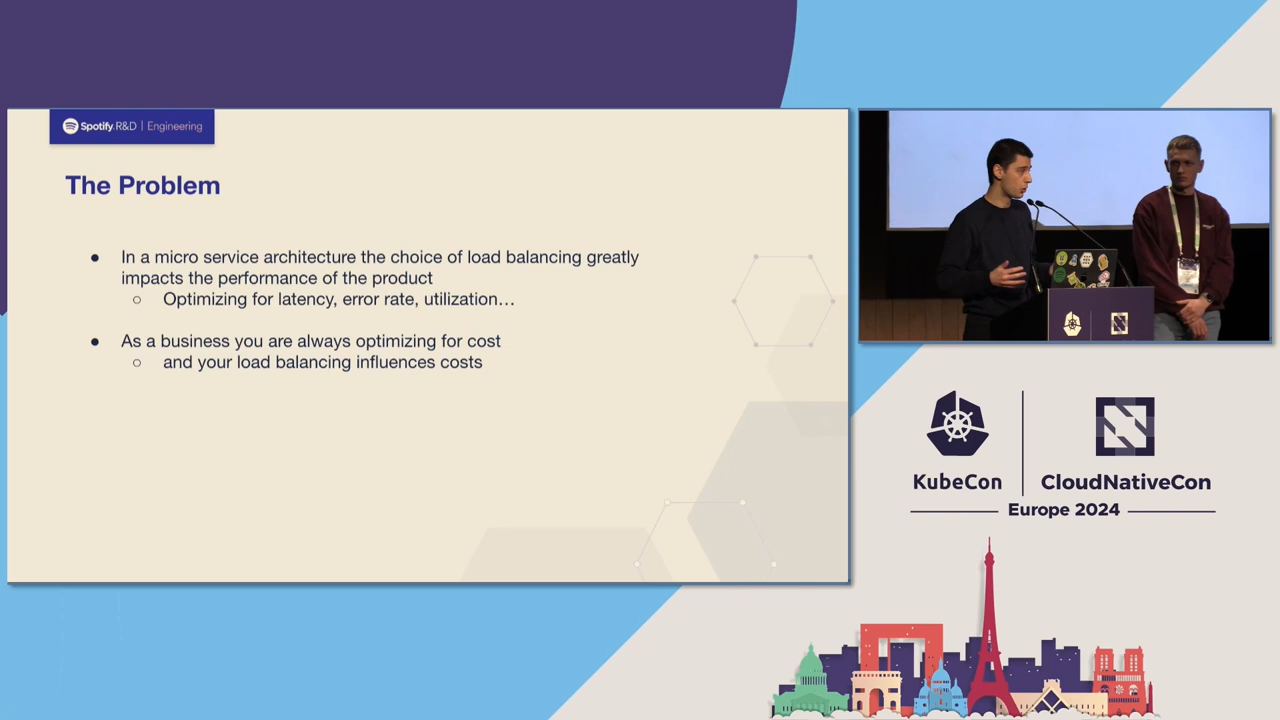 Spotify R&D | Engineering
The Problem
● In a micro service architecture the choice of load balancing greatly
impacts the performance of the product
○ Optimizing for latency, error rate, utilization…
● As a business you are always optimizing for cost
○ and your load balancing influences costs
KubeCon
CloudNativeCon
Europe 2024